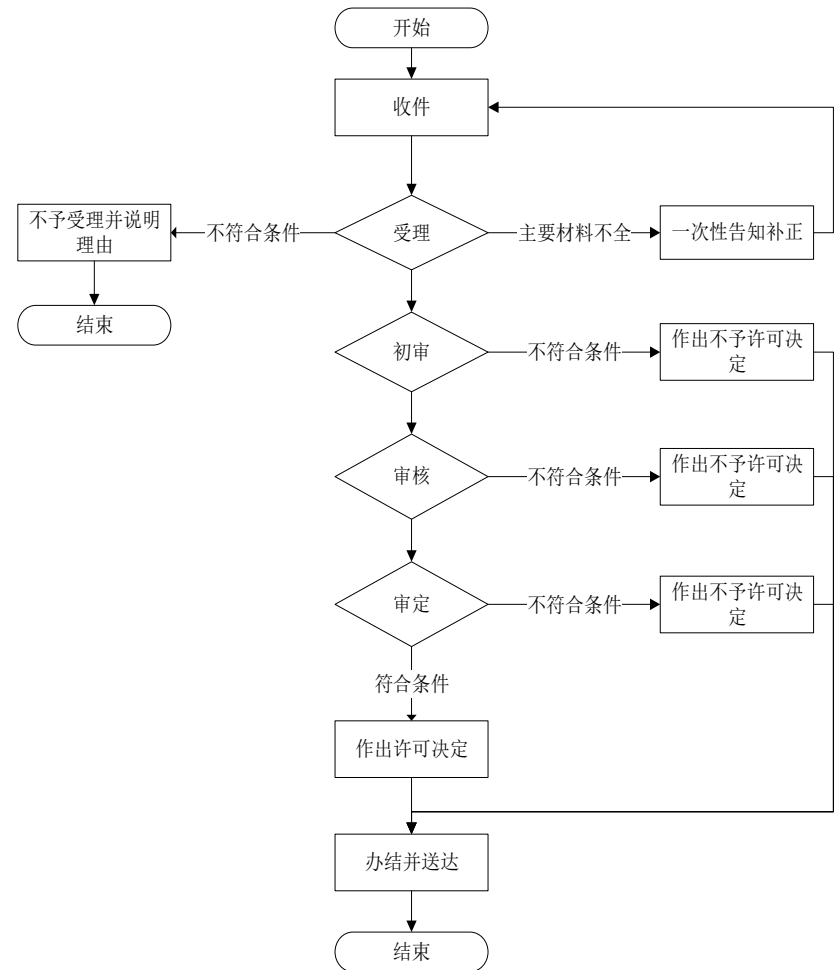 开始
收件
不予受理并说明
理由
不符合条件
受理
主要材料不全
一次性告知补正
结束
初审
不符合条件
作出不予许可决
定
审核
不符合条件
作出不予许可决
定
审定
不符合条件
作出不予许可决
定
符合条件
作出许可决定
办结并送达
结束